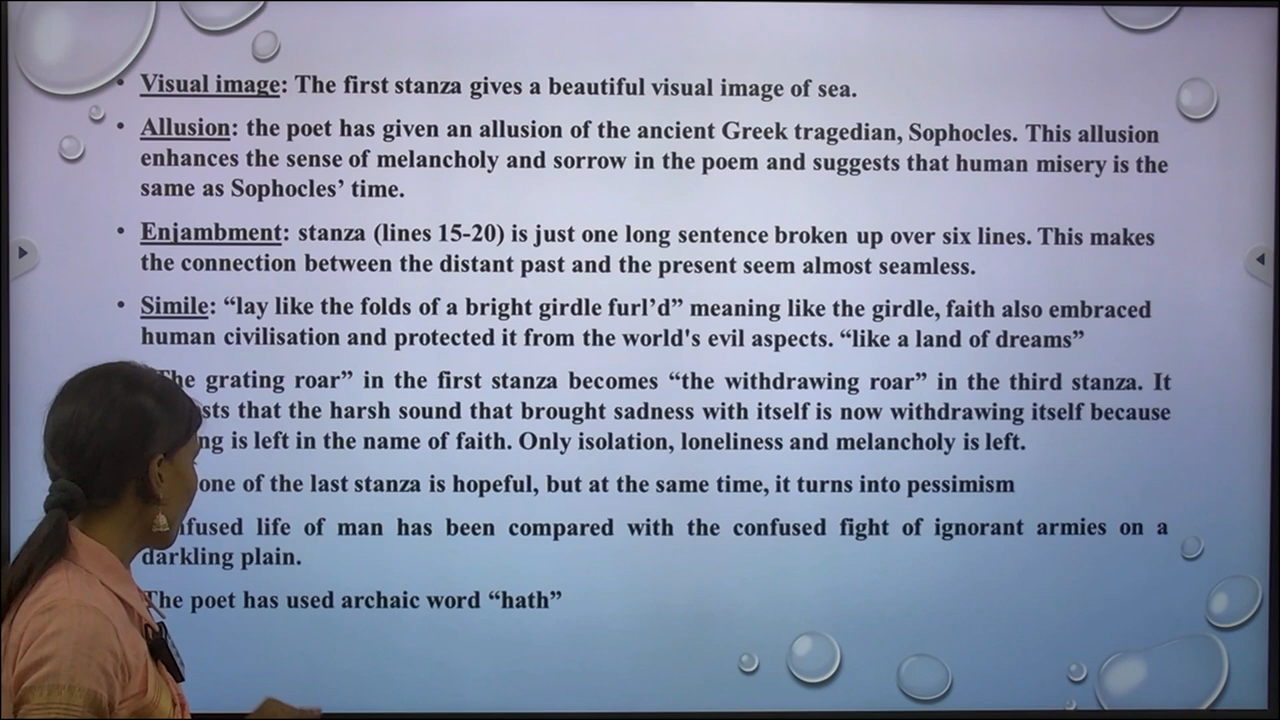 • Visual image: The first stanza gives a beautiful visual image of sea.
• Allusion: the poet has given an allusion of the ancient Greek tragedian, Sophocles. This allusion
enhances the sense of melancholy and sorrow in the poem and suggests that human misery is the
same as Sophocles’ time.
• Enjambment: stanza (lines 15-20) is just one long sentence broken up over six lines. This makes
the connection between the distant past and the present seem almost seamless.
• Simile: “lay like the folds of a bright girdle furl’d” meaning like the girdle, faith also embraced
human civilisation and protected it from the world's evil aspects. “like a land of dreams”
The grating roar” in the first stanza becomes “the withdrawing roar” in the third stanza. It
that the harsh sound that brought sadness with itself is now withdrawing itself because
is left in the name of faith. Only isolation, loneliness and melancholy is left.
of the last stanza is hopeful, but at the same time, it turns into pessimism
life of man has been compared with the confused fight of ignorant armies on a
darkling plain.
The poet has used archaic word “hath”